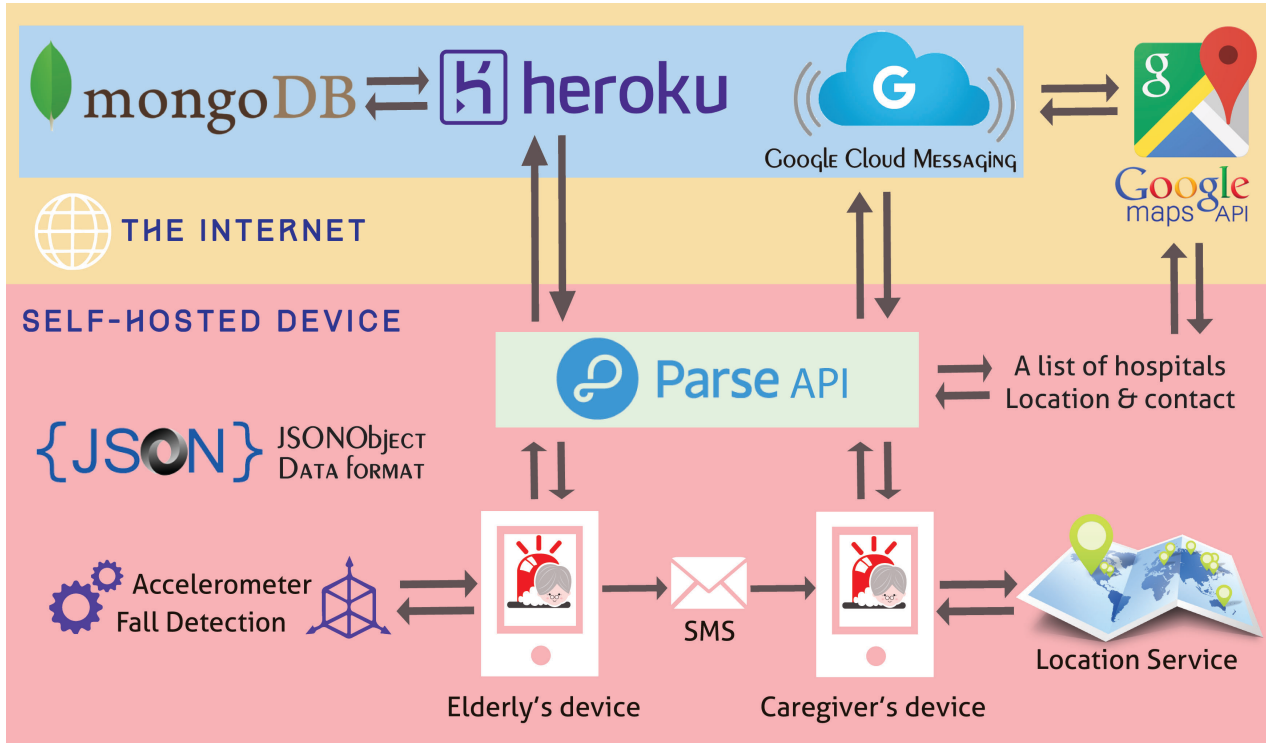 mongoDB
heroku
G
Google Cloud Messaging
g
Google
maps API
THE INTERNET
SELF-HOSTED DEVICE
Parse API
A list of hospitals
Location & contact
{JSON}
JSONObject
Data format
Accelerometer
Fall Detection
SMS
Location Service
Elderly's device
Caregiver's device